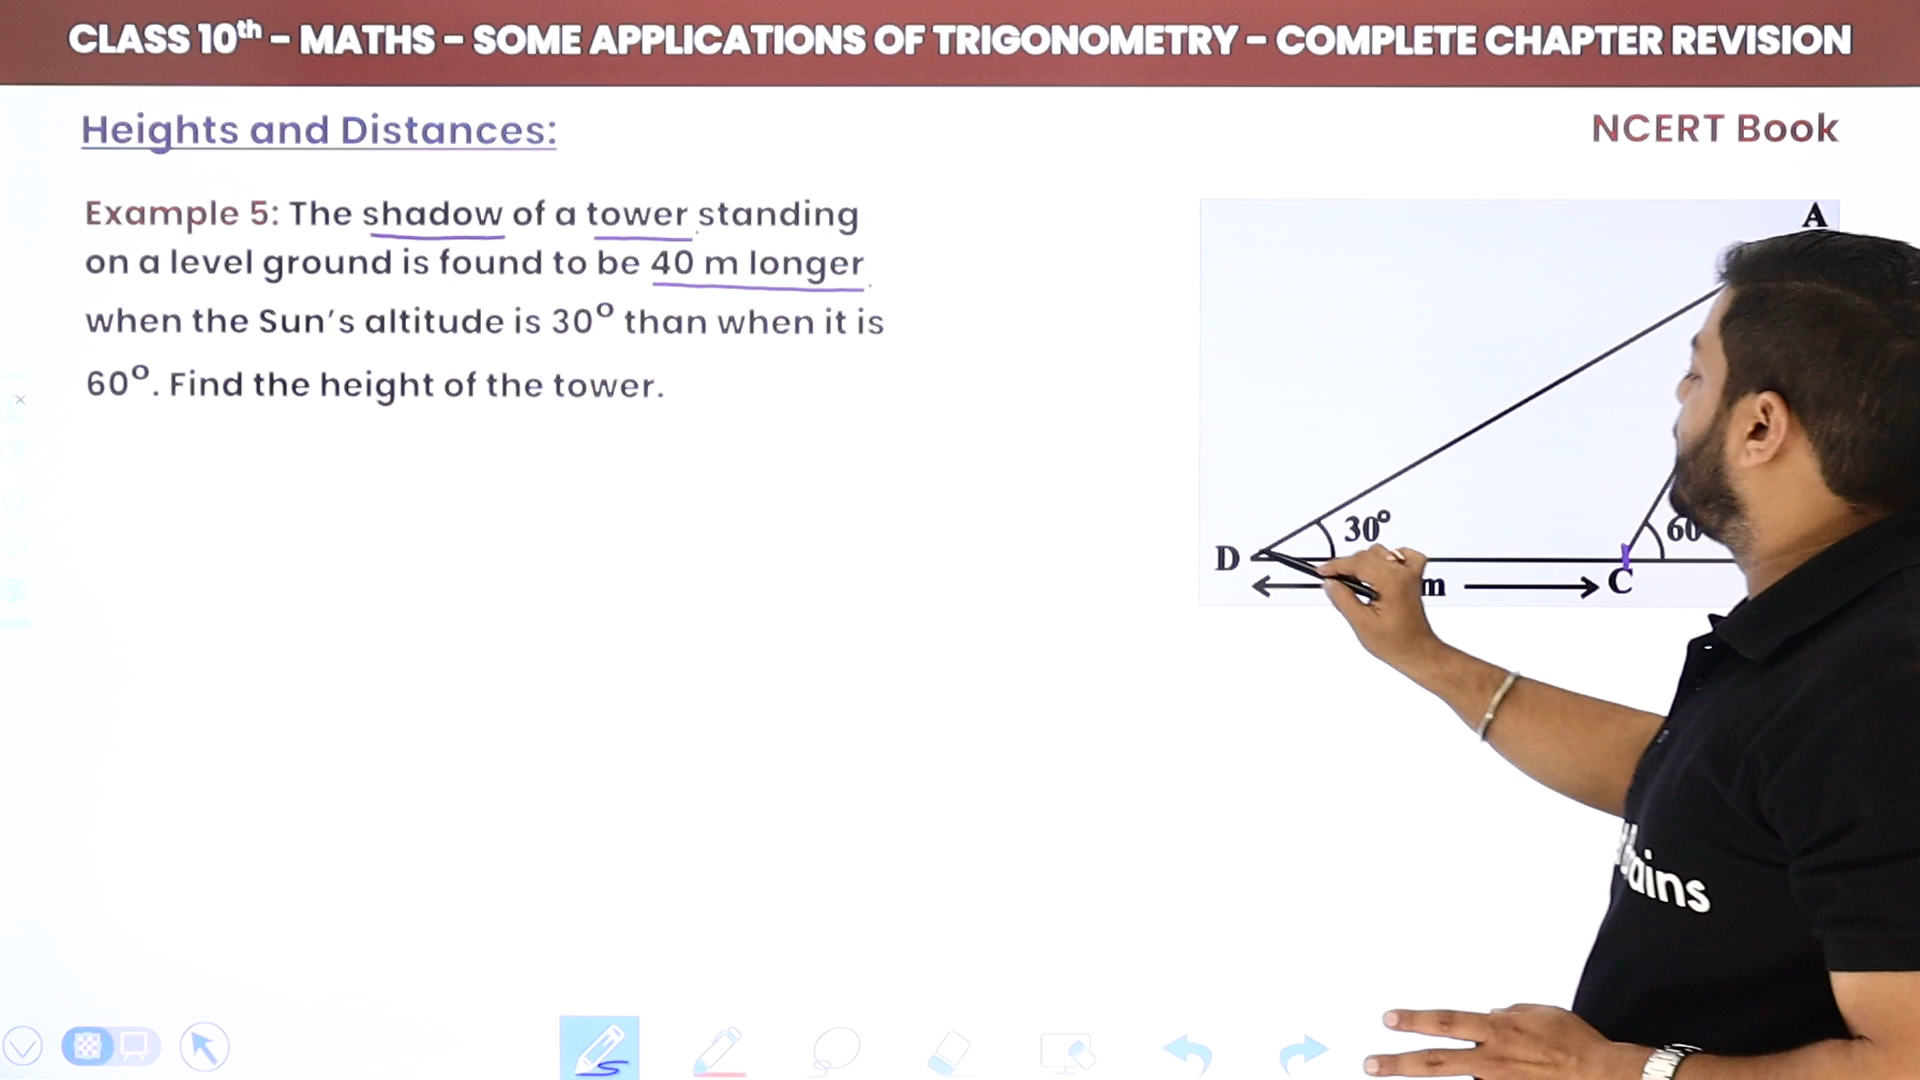 CLASS 10th - MATHS - SOME APPLICATIONS OF TRIGONOMETRY - COMPLETE CHAPTER REVISION
Heights and Distances:
NCERT Book
Example 5: The shadow of a tower standing
on a level ground is found to be 40 m longer
when the Sun's altitude is 30° than when it is
60°. Find the height of the tower.
A
30°
60
D
m
C